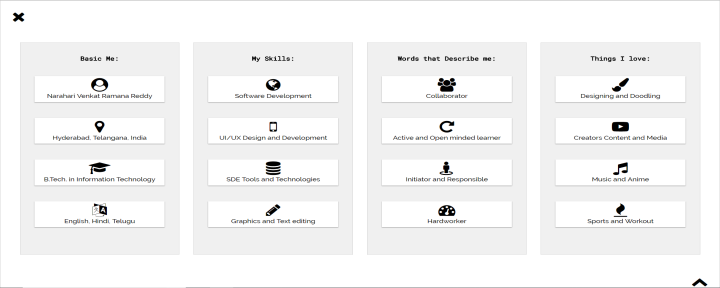 Basic Me:
Narahari Venkat Ramana Reddy
Hyderabad, Telangana, India
B.Tech. in Information Technology
English, Hindi, Telugu
My Skills:
Software Development
UI/UX Design and Development
SDE Tools and Technologies
Graphics and Text editing
Words that Describe me:
Collaborator
Active and Open minded learner
Initiator and Responsible
Hardworker
Things I love:
Designing and Doodling
Creators Content and Media
Music and Anime
Sports and Workout